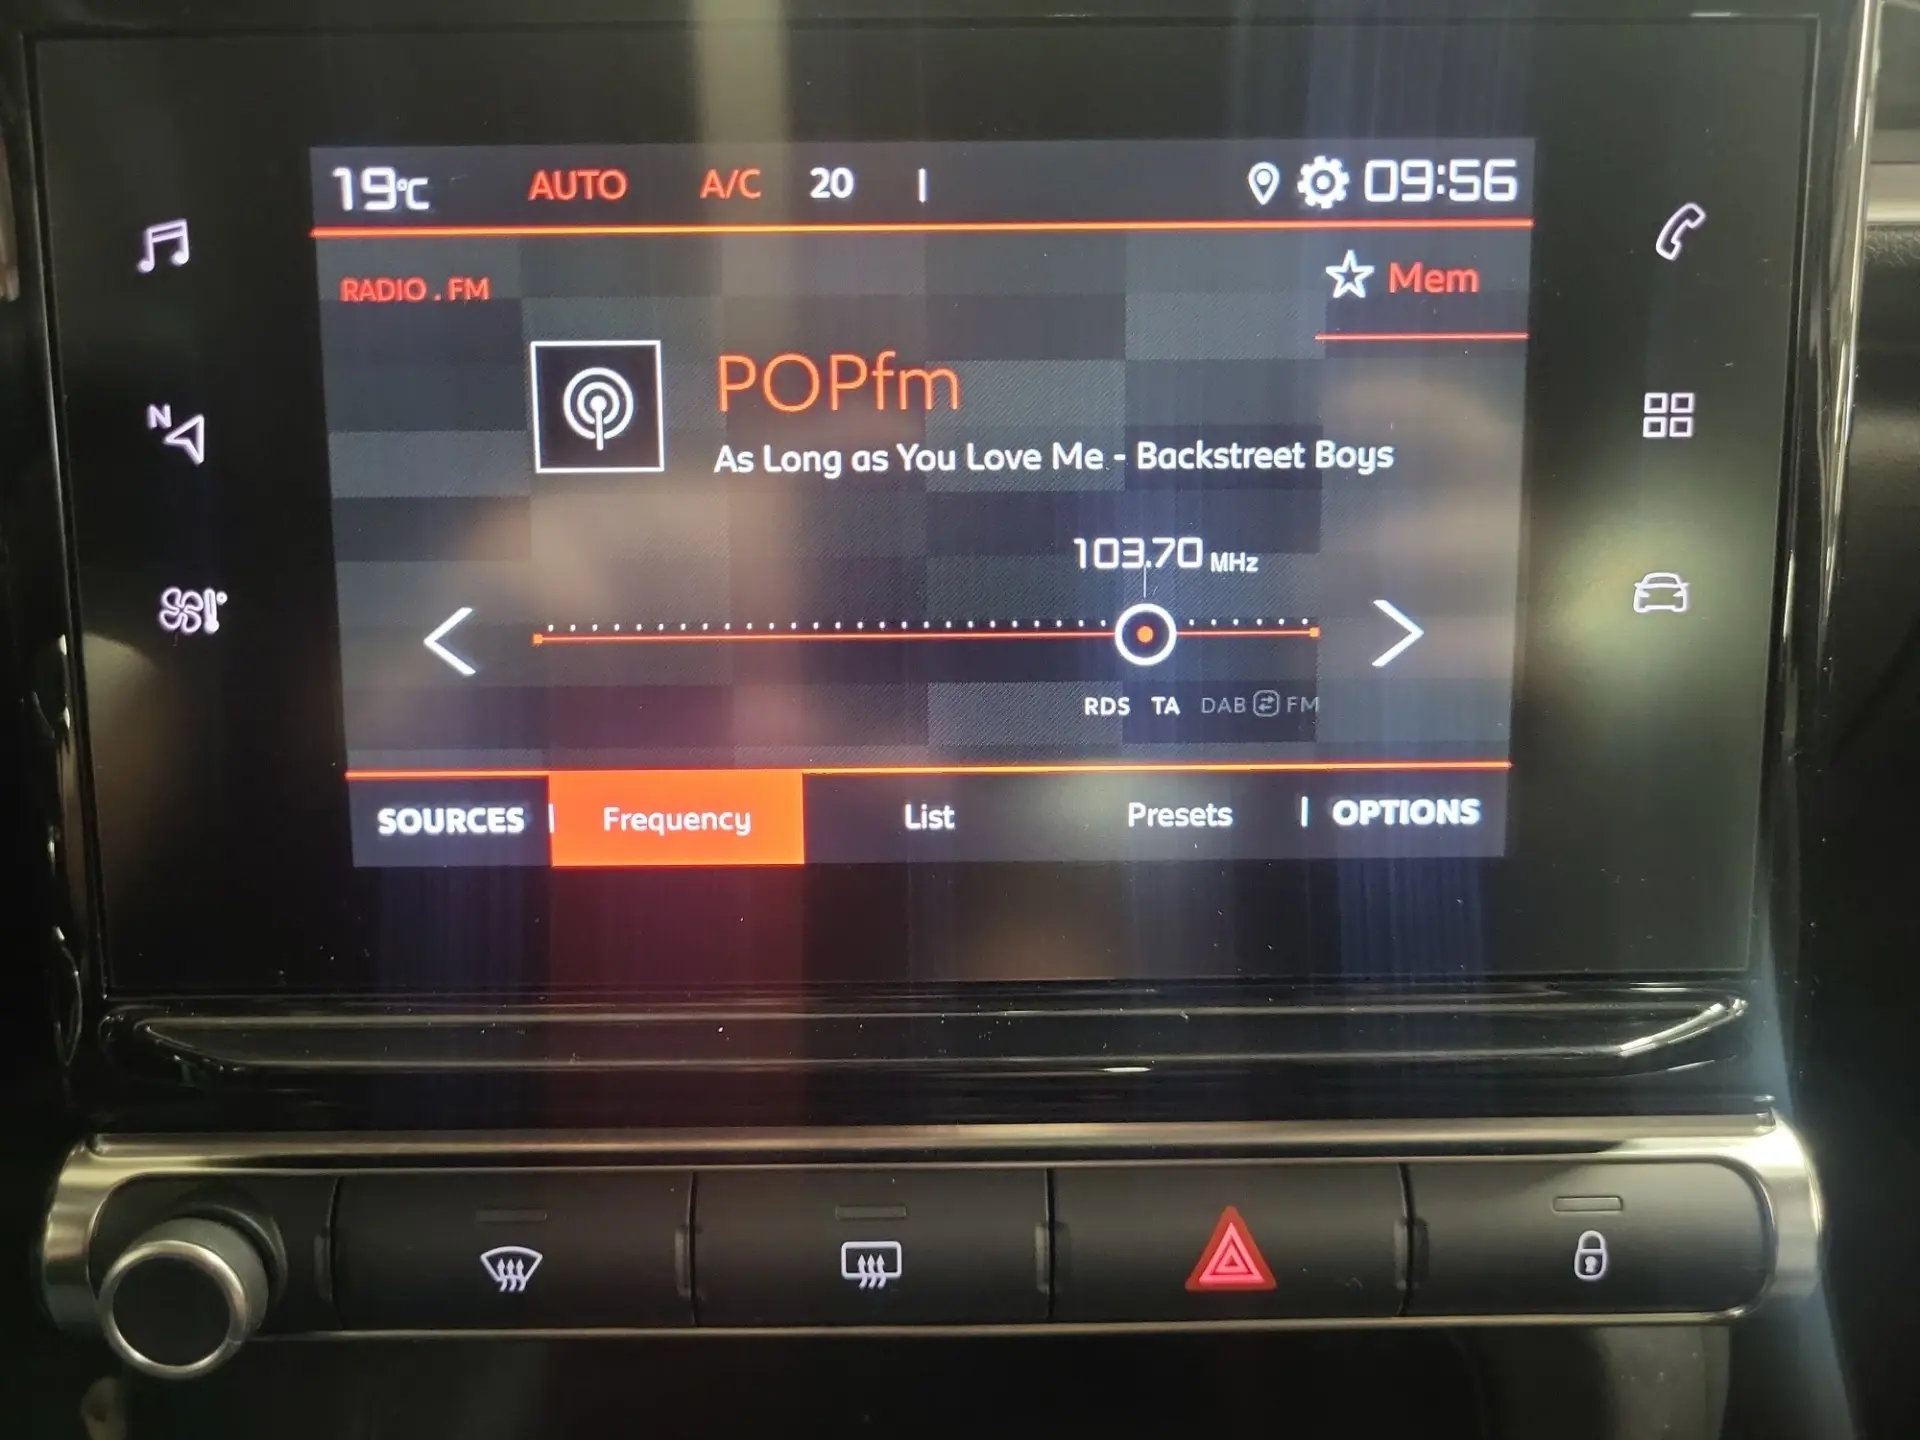 19°C AUTO A/C 20 09:56
RADIO . FM
Mem
POPfm
As Long as You Love Me - Backstreet Boys
103.70 MHz
N
RDS TA DAB FM
SOURCES Frequency List Presets OPTIONS